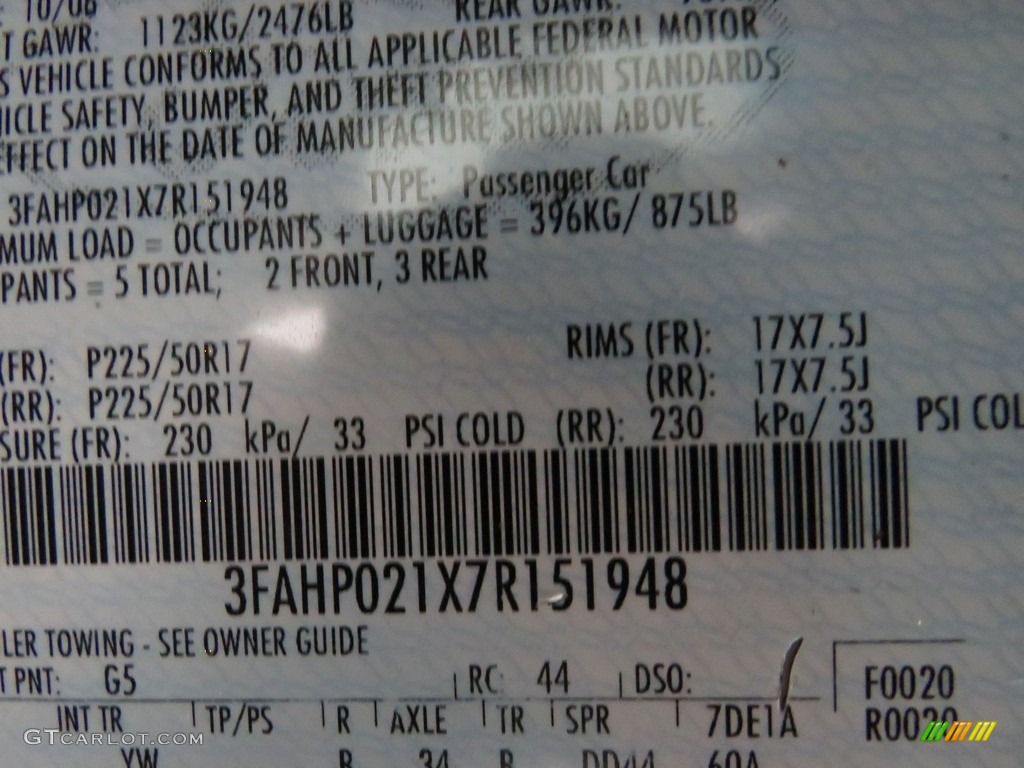 10/06
T GAWR: 1123KG/2476LB REAR GAWR:
S VEHICLE CONFORMS TO ALL APPLICABLE FEDERAL MOTOR
ICLE SAFETY, BUMPER, AND THEFT PREVENTION STANDARDS
EFFECT ON THE DATE OF MANUFACTURE SHOWN ABOVE.
3FAHP021X7R151948 TYPE: Passenger Car
MUM LOAD = OCCUPANTS + LUGGAGE = 396KG/ 875LB
PANTS = 5 TOTAL; 2 FRONT, 3 REAR
(FR): P225/50R17 RIMS (FR): 17X7.5J
(RR): P225/50R17 (RR): 17X7.5J
SURE (FR): 230 kPa/ 33 PSI COLD (RR): 230 kPa/ 33 PSI COL
3FAHP021X7R151948
LER TOWING - SEE OWNER GUIDE
T PNT: G5 RC 44 DSO: F0020
INT TR TP/PS R AXLE TR SPR 7DE1A R0020
YW R 34 R DD44 60A
GTcarlot.com